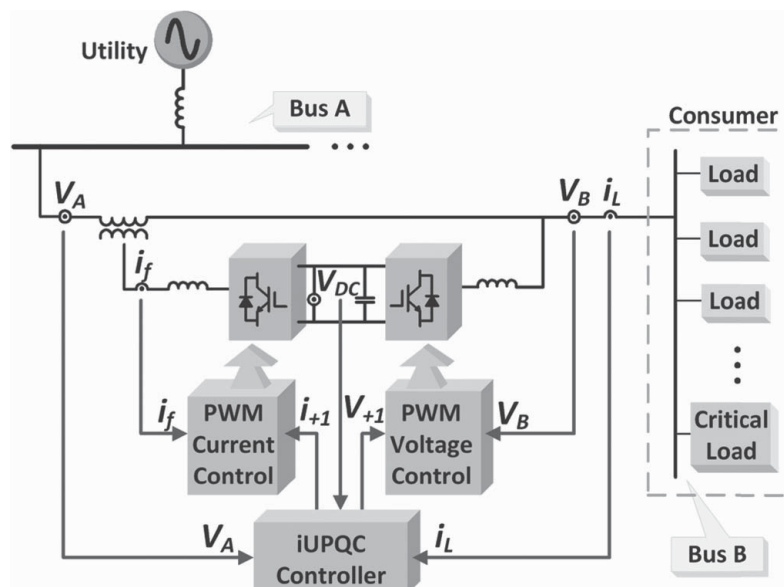 Utility
Bus A
• • •
Consumer
V_A
V_B
i_L
Load
Load
Load
Critical
Load
i_f
V_DC
i_f
PWM
Current
Control
i_+1
V_+1
PWM
Voltage
Control
V_B
V_A
iUPQC
Controller
i_L
Bus B